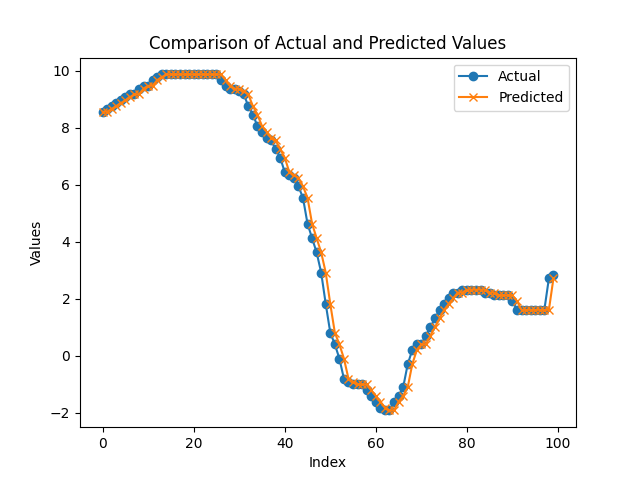 Comparison of Actual and Predicted Values
Actual
Predicted
Values
10
8
6
4
2
0
−2
0 20 40 60 80 100
Index